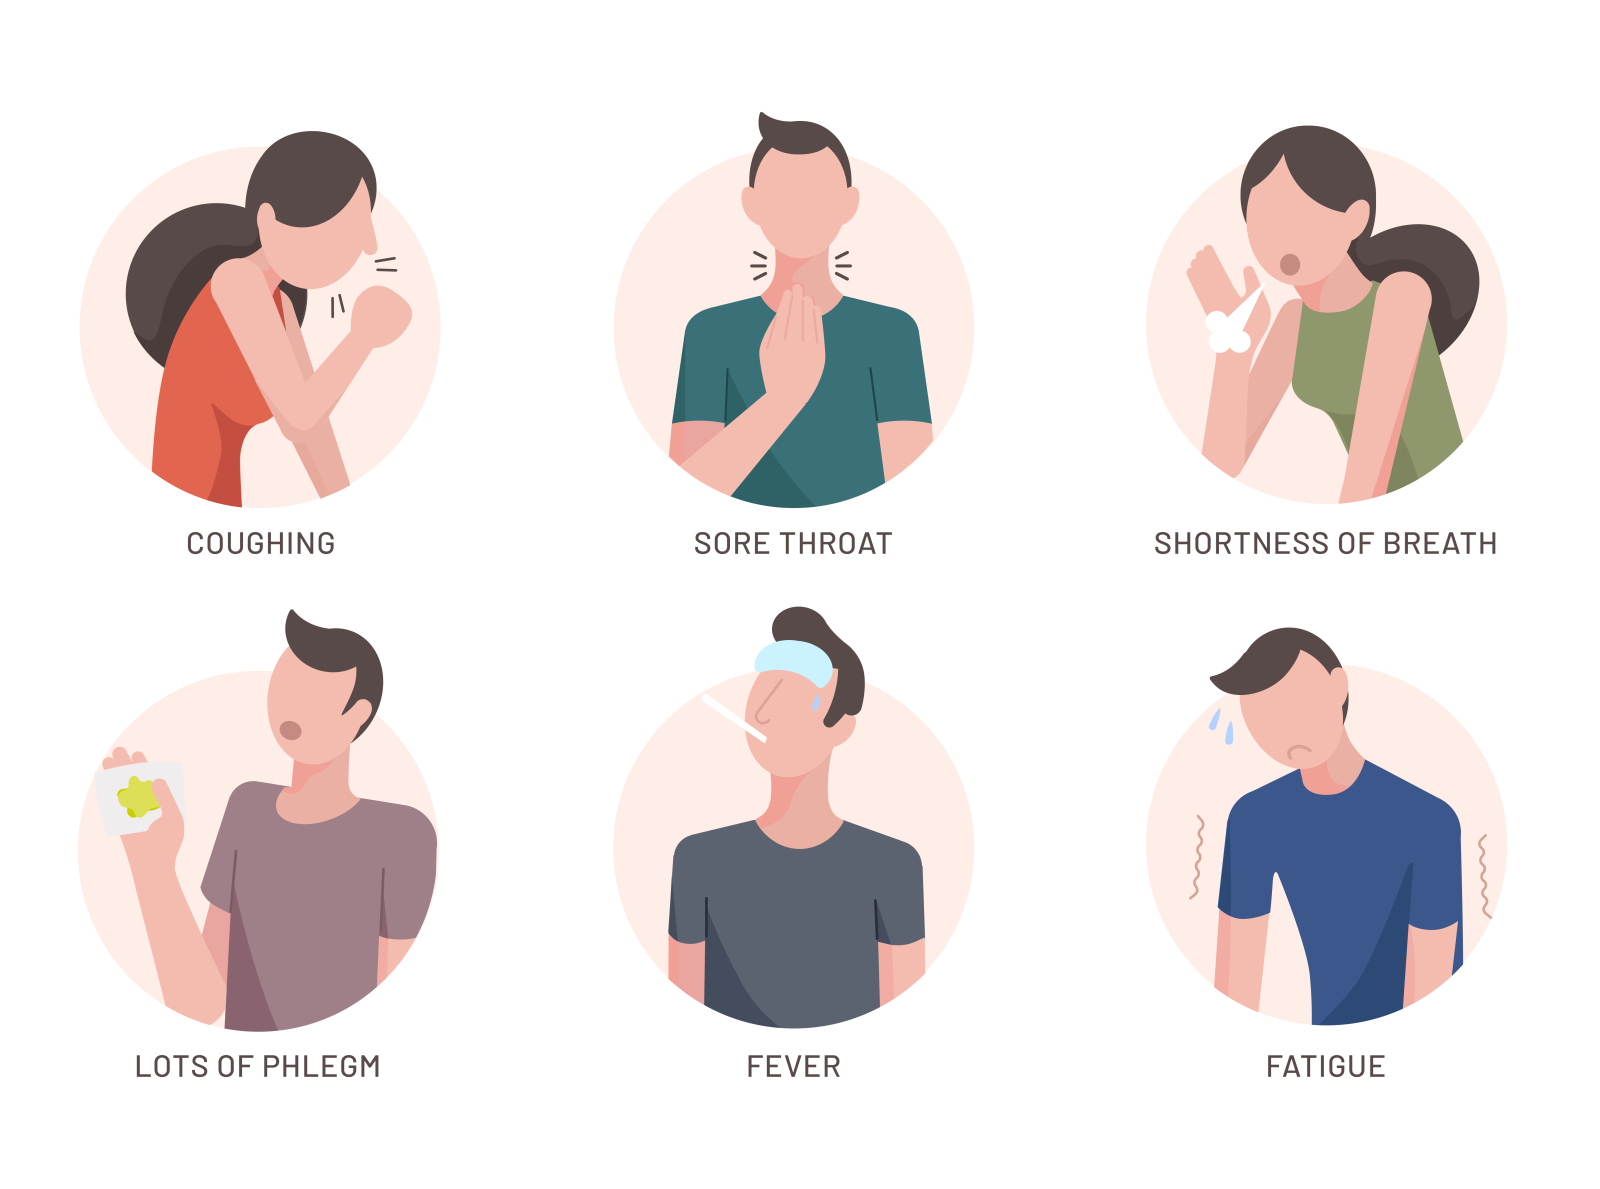 COUGHING
SORE THROAT
SHORTNESS OF BREATH
LOTS OF PHLEGM
FEVER
FATIGUE